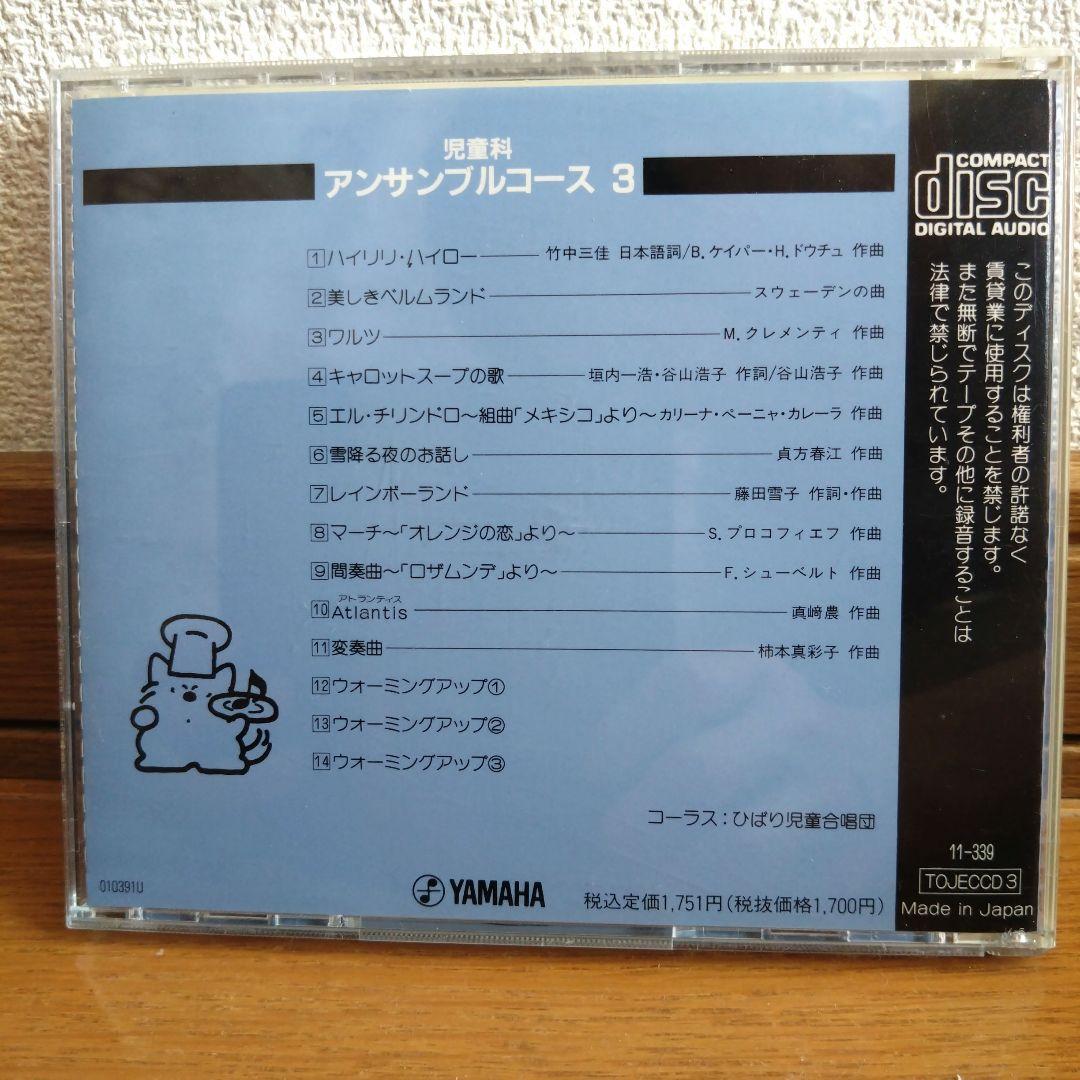 児童科
アンサンブルコース 3
1 ハイリリ・ハイロー 竹中三佳 日本語詞/B.ケイパー・H.ドウチュ 作曲
2 美しきベルムランド スウェーデンの曲
3 ワルツ M.クレメンティ 作曲
4 キャロットスープの歌 垣内一浩・谷山浩子 作詞/谷山浩子 作曲
5 エル・チリンドロ〜組曲「メキシコ」より〜カリーナ・ペーニャ・カレーラ 作曲
6 雪降る夜のお話し 貞方春江 作曲
7 レインボーランド 藤田雪子 作詞・作曲
8 マーチ〜「オレンジの恋」より〜 S.プロコフィエフ 作曲
9 間奏曲〜「ロザムンデ」より〜 F.シューベルト 作曲
アトランティス
10 Atlantis 真﨑農 作曲
11 変奏曲 柿本真彩子 作曲
12 ウォーミングアップ①
13 ウォーミングアップ②
14 ウォーミングアップ③
コーラス：ひばり児童合唱団
010391U
YAMAHA
税込定価1,751円(税抜価格1,700円)
COMPACT
disc
DIGITAL AUDIO
このディスクは権利者の許諾なく
賃貸業に使用することを禁じます。
また無断でテープその他に録音することは
法律で禁じられています。
11-339
TOJECCD 3
Made in Japan